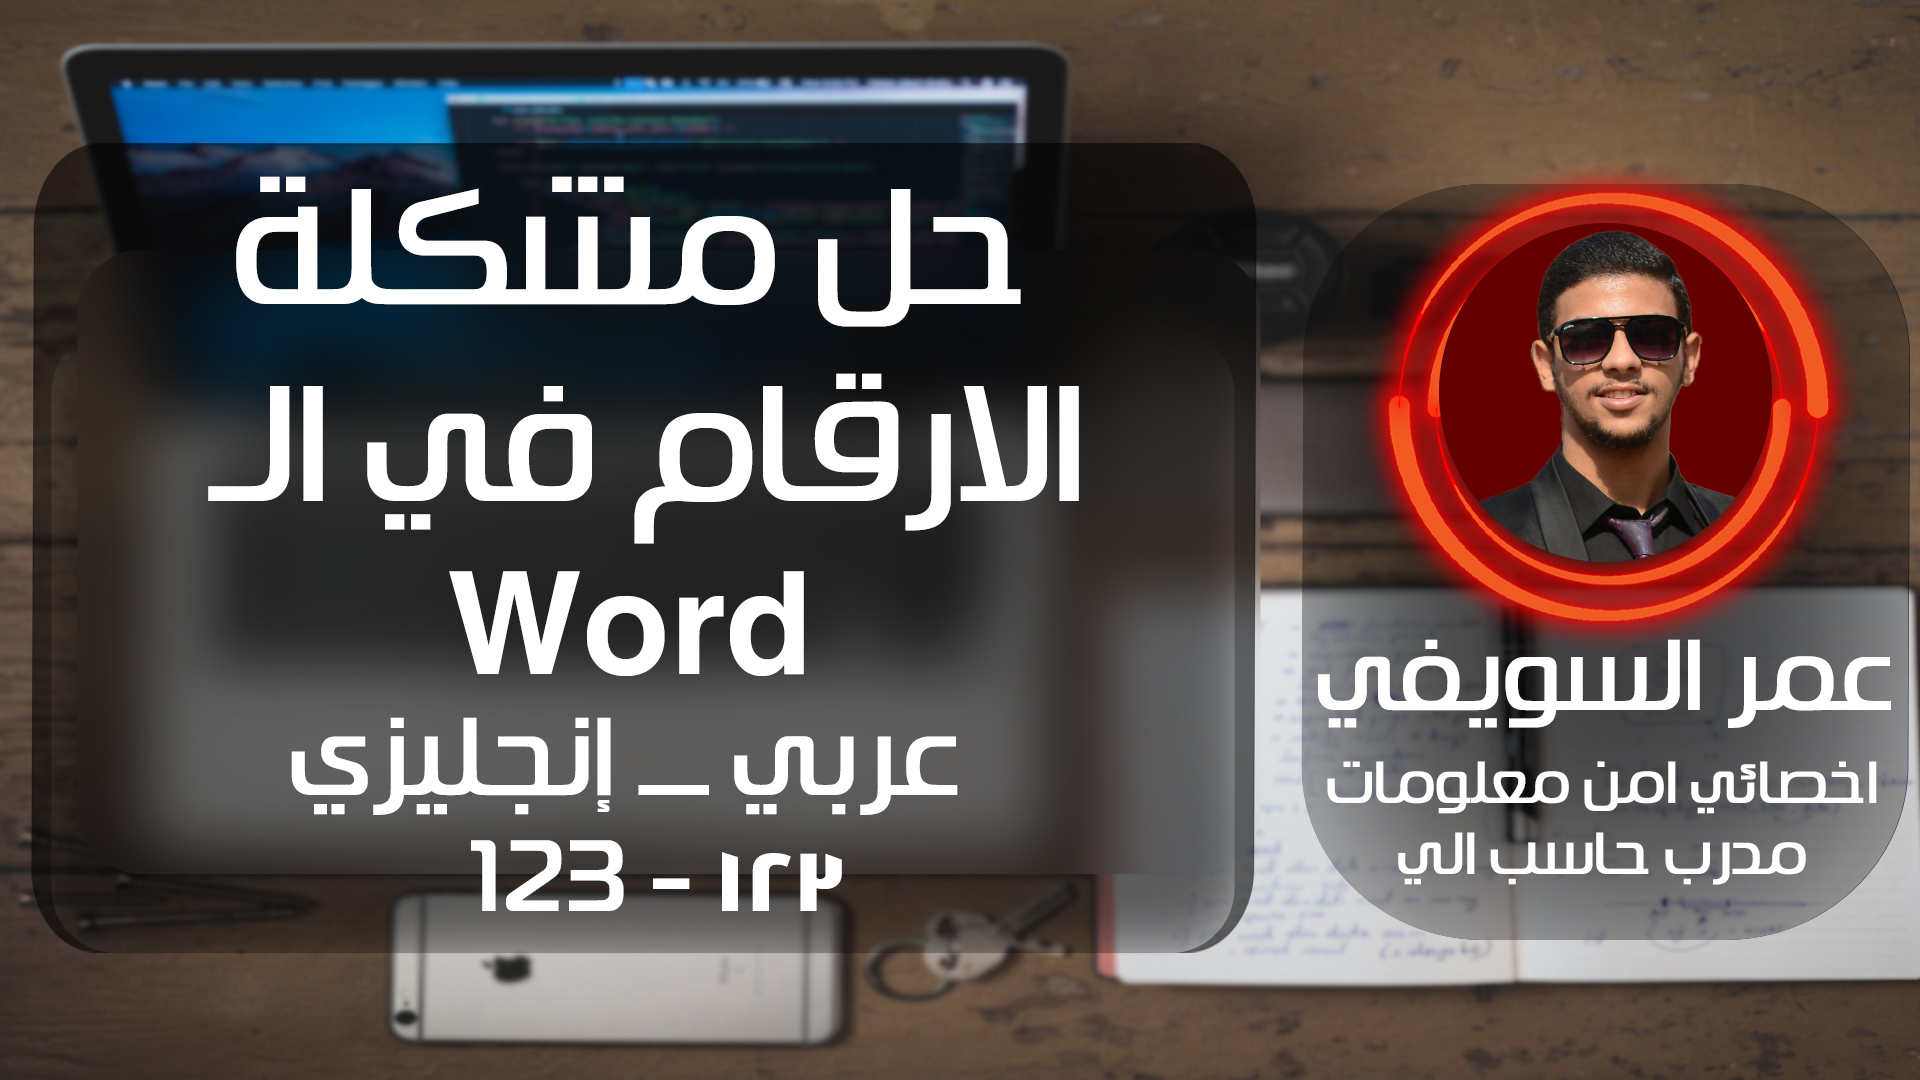 حل مشكلة
الارقام في الـ
Word
عربي ـ إنجليزي
123 - ١٢٣
عمر السويفي
اخصائي امن معلومات
مدرب حاسب الي